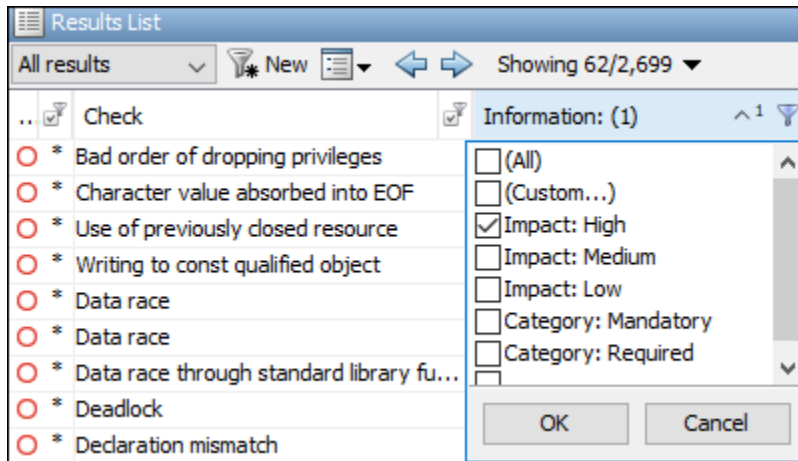 Results List
All results New Showing 62/2,699
... Check Information: (1) 1
* Bad order of dropping privileges
* Character value absorbed into EOF
* Use of previously closed resource
* Writing to const qualified object
* Data race
* Data race
* Data race through standard library fu...
* Deadlock
* Declaration mismatch
(All)
(Custom...)
Impact: High
Impact: Medium
Impact: Low
Category: Mandatory
Category: Required
OK Cancel